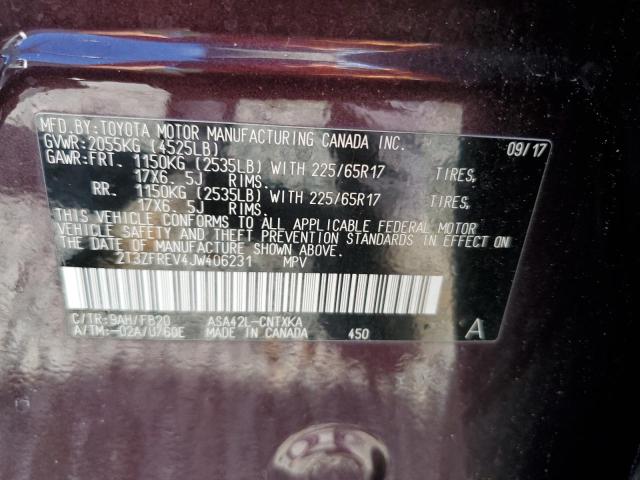 MFD.BY:TOYOTA MOTOR MANUFACTURING CANADA INC. 09/17
GVWR:2055KG (4525LB)
GAWR:FRT. 1150KG (2535LB) WITH 225/65R17 TIRES,
17X6.5J RIMS.
RR. 1150KG (2535LB) WITH 225/65R17 TIRES,
17X6.5J RIMS.
THIS VEHICLE CONFORMS TO ALL APPLICABLE FEDERAL MOTOR
VEHICLE SAFETY AND THEFT PREVENTION STANDARDS IN EFFECT ON
THE DATE OF MANUFACTURE SHOWN ABOVE.
2T3ZFREV4JW406231 MPV
C/TR:9AH/FB20 ASA42L-CNTXKA
A/TM:-02A/U760E MADE IN CANADA 450 A